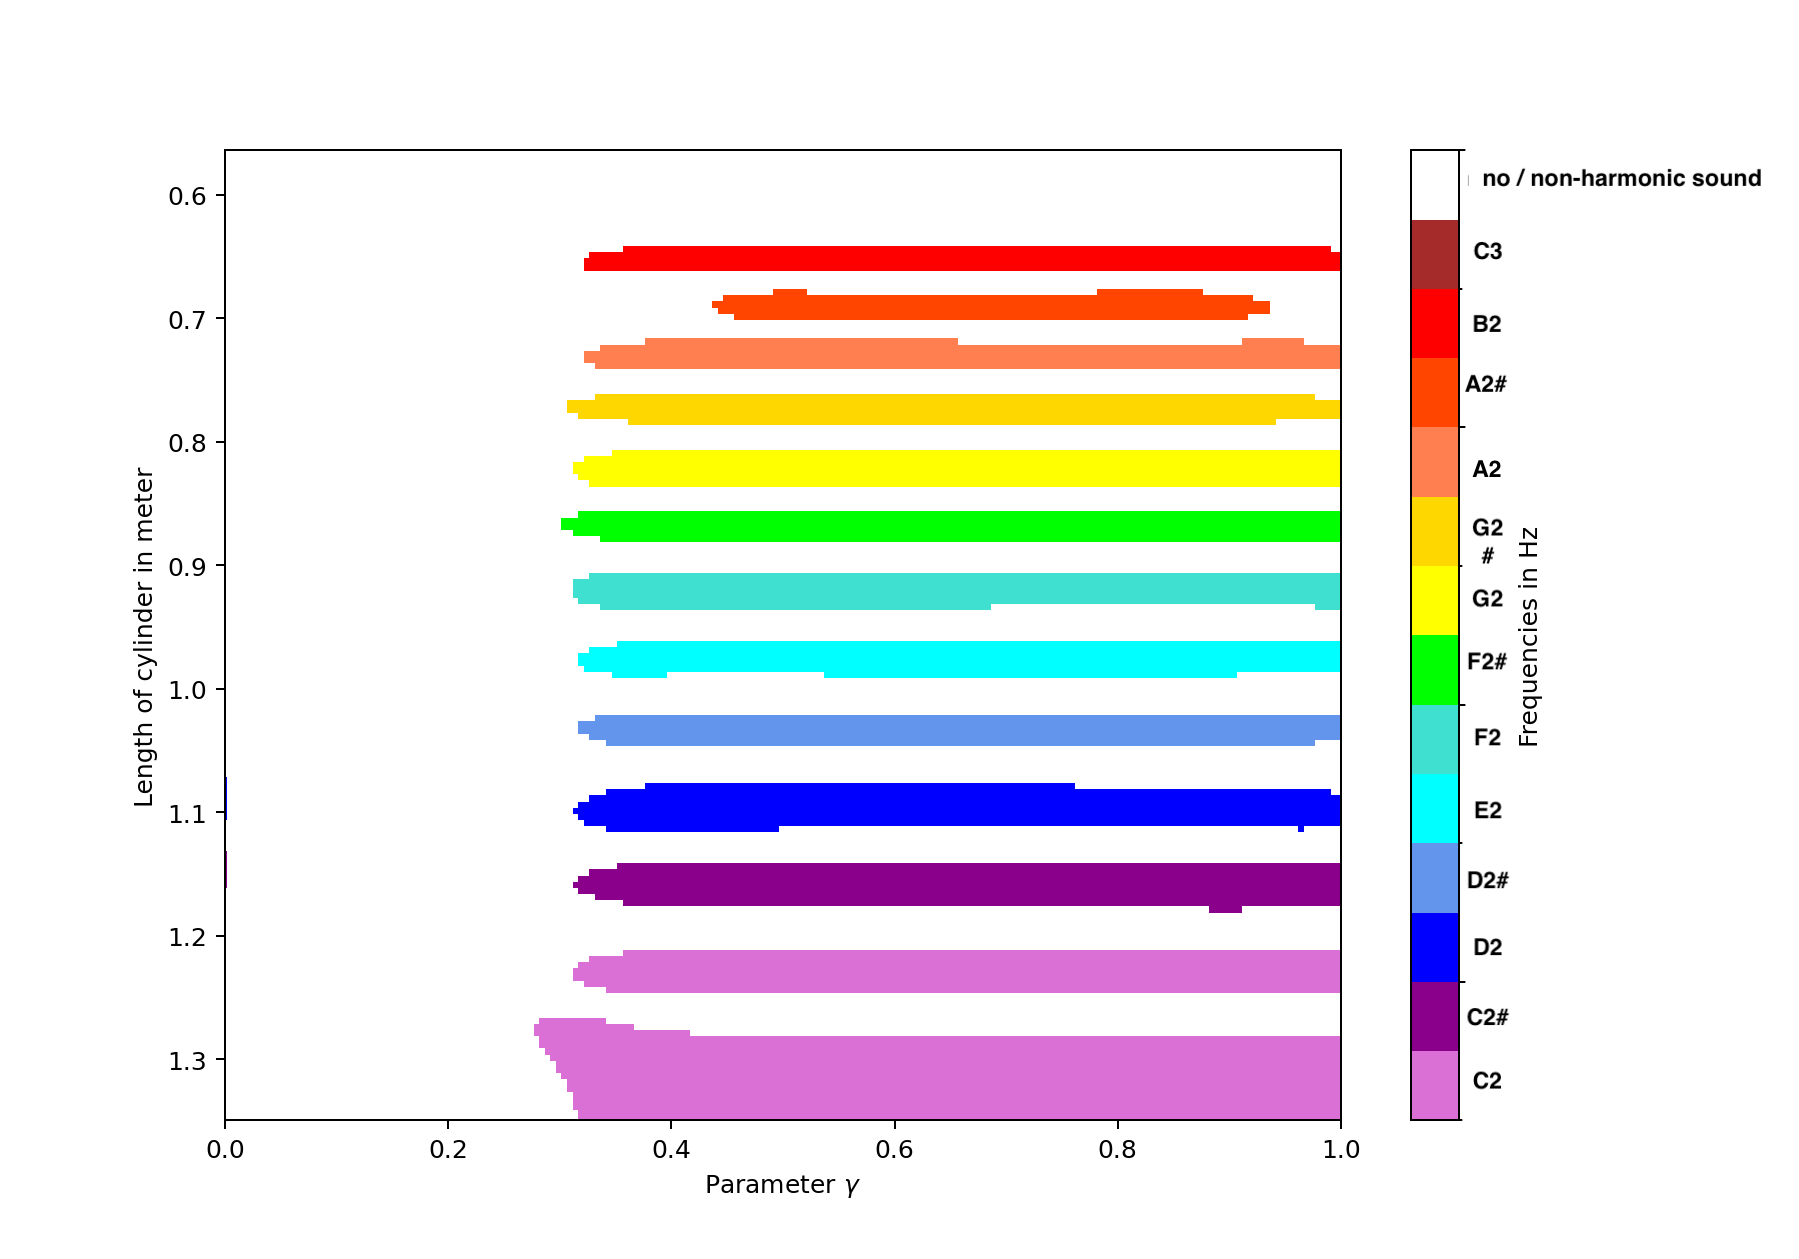 0.6
0.7
0.8
0.9
1.0
1.1
1.2
1.3
Length of cylinder in meter
0.0 0.2 0.4 0.6 0.8 1.0
Parameter γ
no / non-harmonic sound
C3
B2
A2#
A2
G2
#
G2
F2#
F2
E2
D2#
D2
C2#
C2
Frequencies in Hz